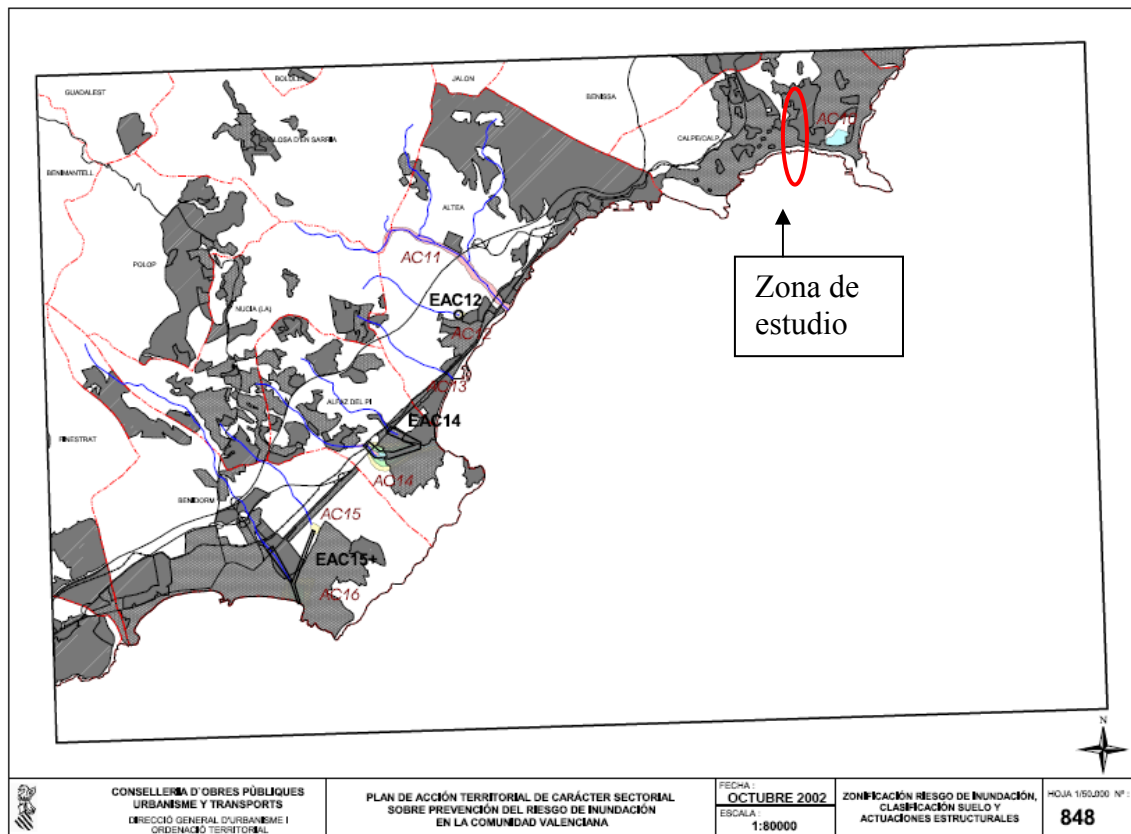 BOLULLA
JALON
GUADALEST
BENISSA
CALLOSA D'EN SARRIA
CALPE/CALP
AC10
BENIMANTELL
ALTEA
POLOP
AC11
NUCIA (LA)
EAC12
AC12
Zona de
estudio
AC13
ALFAZ DEL PI
EAC14
FINESTRAT
AC14
BENIDORM
AC15
EAC15+
AC16
N
CONSELLERIA D'OBRES PÚBLIQUES
URBANISME Y TRANSPORTS
DIRECCIÓ GENERAL D'URBANISME I
ORDENACIÓ TERRITORIAL
PLAN DE ACCIÓN TERRITORIAL DE CARÁCTER SECTORIAL
SOBRE PREVENCIÓN DEL RIESGO DE INUNDACIÓN
EN LA COMUNIDAD VALENCIANA
FECHA :
OCTUBRE 2002
ESCALA :
1:80000
ZONIFICACIÓN RIESGO DE INUNDACIÓN,
CLASIFICACIÓN SUELO Y
ACTUACIONES ESTRUCTURALES
HOJA 1/50.000 Nº :
848